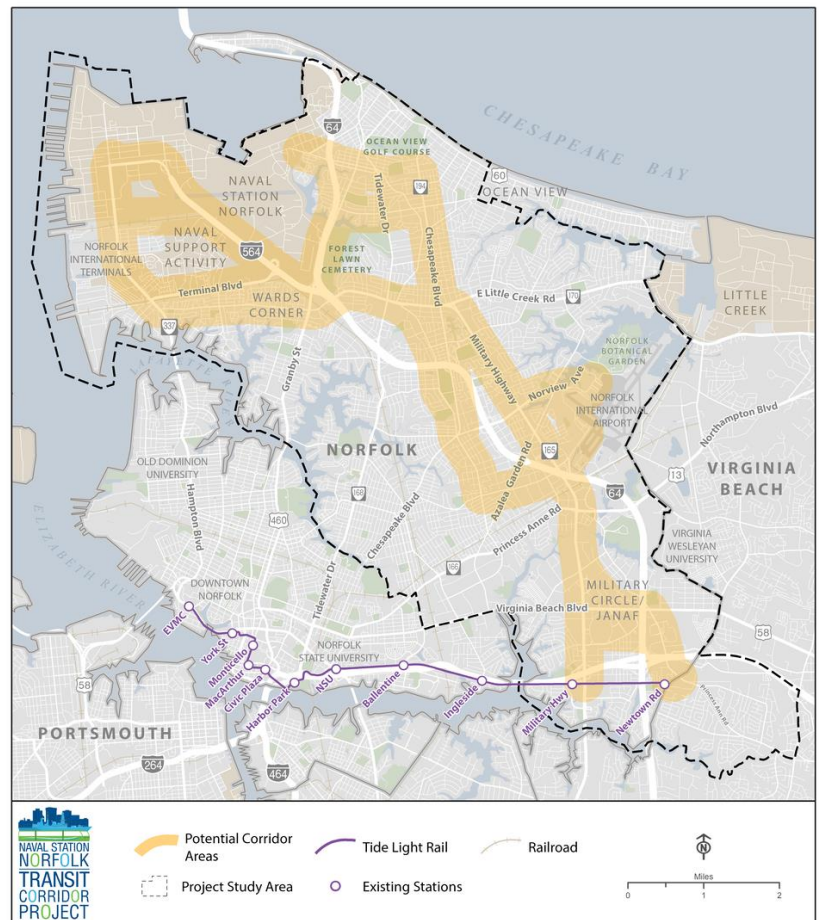 64
OCEAN VIEW
GOLF COURSE
CHESAPEAKE BAY
60
OCEAN VIEW
NAVAL
STATION
NORFOLK
Tidewater Dr
194
NAVAL
SUPPORT
ACTIVITY
564
NORFOLK
INTERNATIONAL
TERMINALS
FOREST
LAWN
CEMETERY
Chesapeake Blvd
Terminal Blvd
WARDS
CORNER
E Little Creek Rd
170
LITTLE
CREEK
337
Granby St
Military Highway
NORFOLK
BOTANICAL
GARDEN
Norview Ave
NORFOLK
INTERNATIONAL
AIRPORT
Northampton Blvd
NORFOLK
165
OLD DOMINION
UNIVERSITY
Hampton Blvd
168
Azalea Garden Rd
64
13
VIRGINIA
BEACH
460
Chesapeake Blvd
Princess Anne Rd
ELIZABETH RIVER
VIRGINIA
WESLEYAN
UNIVERSITY
166
DOWNTOWN
NORFOLK
Tidewater Dr
MILITARY
CIRCLE/
JANAF
Virginia Beach Blvd
58
EVMC
York St
Monticello
MacArthur
Civic Plaza
Harbor Park
NORFOLK
STATE UNIVERSITY
NSU
Ballentine
Ingleside
Military Hwy
Newtown Rd
Princess Ann Rd
58
PORTSMOUTH
264
464
NAVAL STATION
NORFOLK
TRANSIT
CORRIDOR
PROJECT
Potential Corridor
Areas
Tide Light Rail
Railroad
Project Study Area
Existing Stations
N
Miles
0 1 2